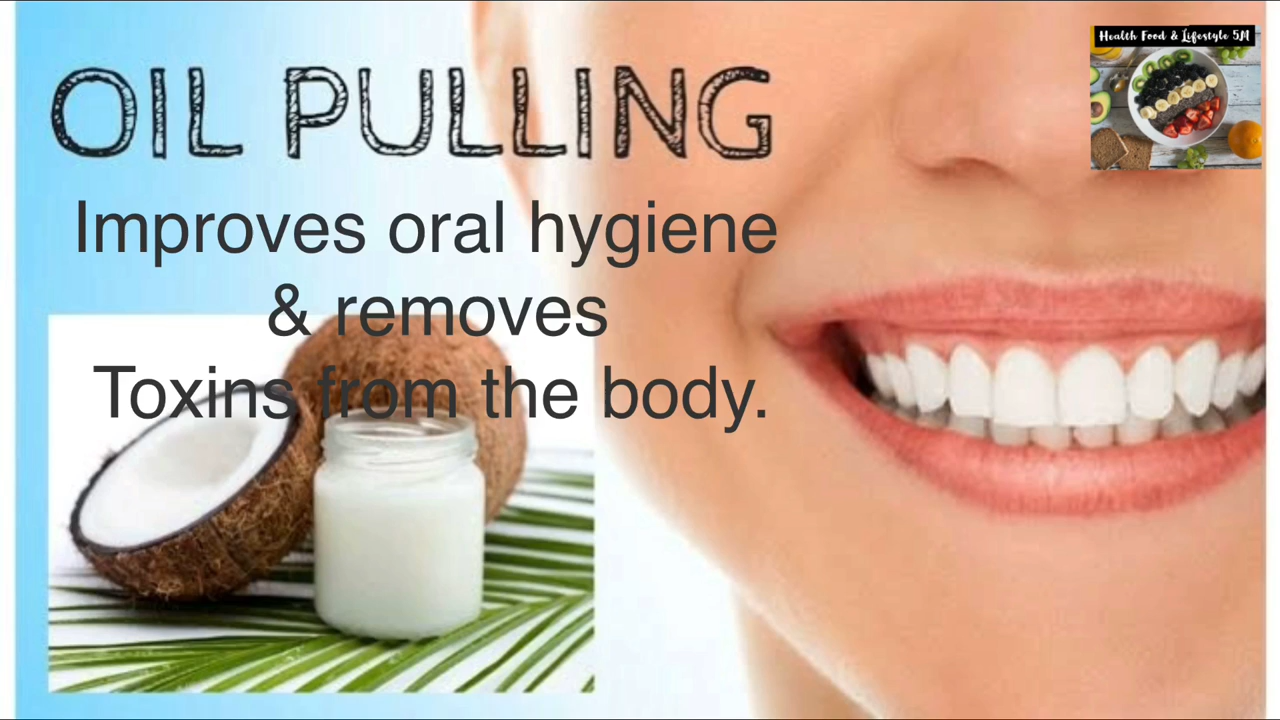 OIL PULLING
Improves oral hygiene
& removes
Toxins from the body.
Health Food & Lifestyle 5M